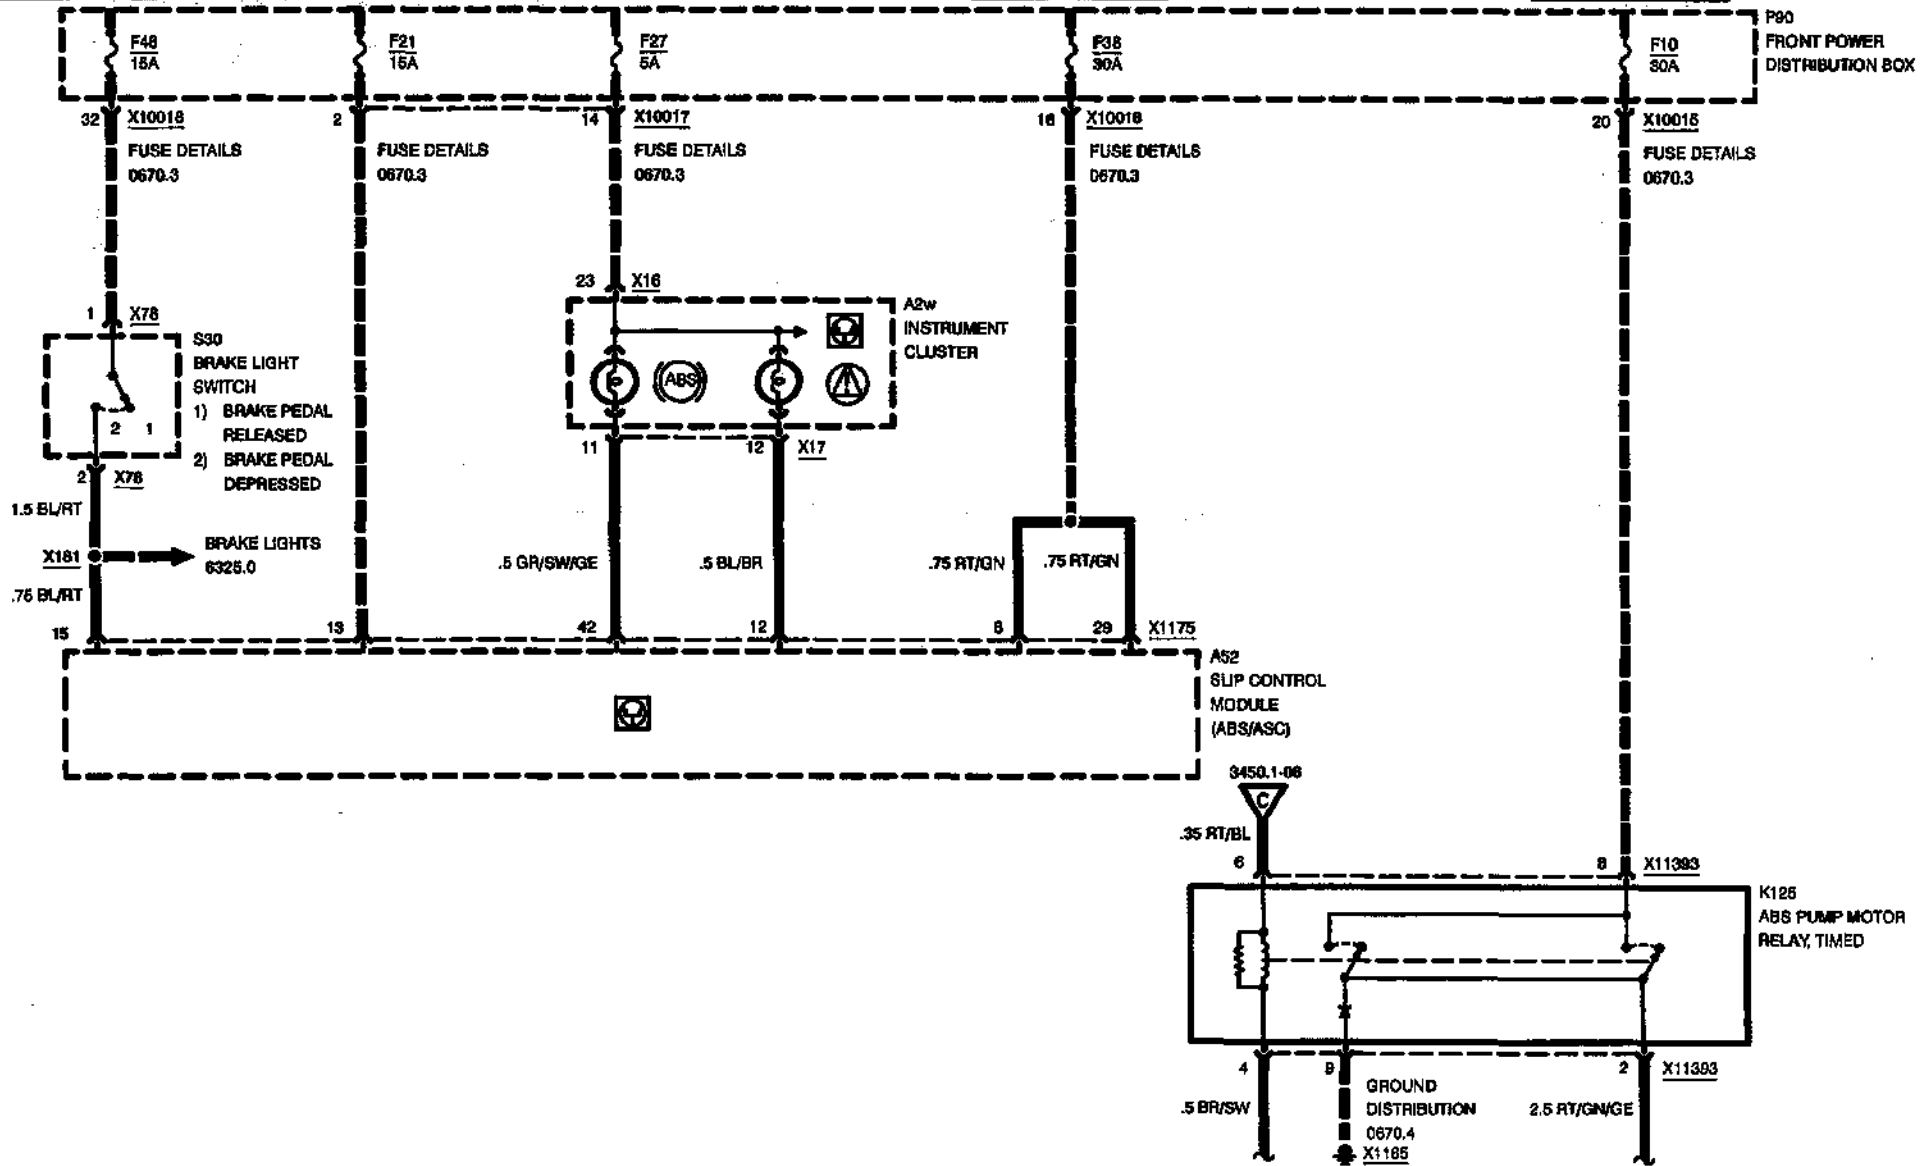 F46
15A
F21
15A
F27
5A
F38
30A
F10
30A
P90
FRONT POWER
DISTRIBUTION BOX
32 X10018
2
14 X10017
16 X10018
20 X10015
FUSE DETAILS
0670.3
FUSE DETAILS
0670.3
FUSE DETAILS
0670.3
FUSE DETAILS
0670.3
FUSE DETAILS
0670.3
23 X16
A2w
INSTRUMENT
CLUSTER
ABS
1 X78
S30
BRAKE LIGHT
SWITCH
1) BRAKE PEDAL
RELEASED
2) BRAKE PEDAL
DEPRESSED
2 1
2 X78
11
12 X17
1.5 BL/RT
X181
BRAKE LIGHTS
6325.0
.75 BL/RT
.5 GR/SW/GE
.5 BL/BR
.75 RT/GN
.75 RT/GN
15
13
42
12
29 X1175
A52
SLIP CONTROL
MODULE
(ABS/ASC)
3450.1-06
C
.35 RT/BL
6
8 X11393
K125
ABS PUMP MOTOR
RELAY, TIMED
4
9
2 X11393
.5 BR/SW
GROUND
DISTRIBUTION
0670.4
X1165
2.5 RT/GN/GE